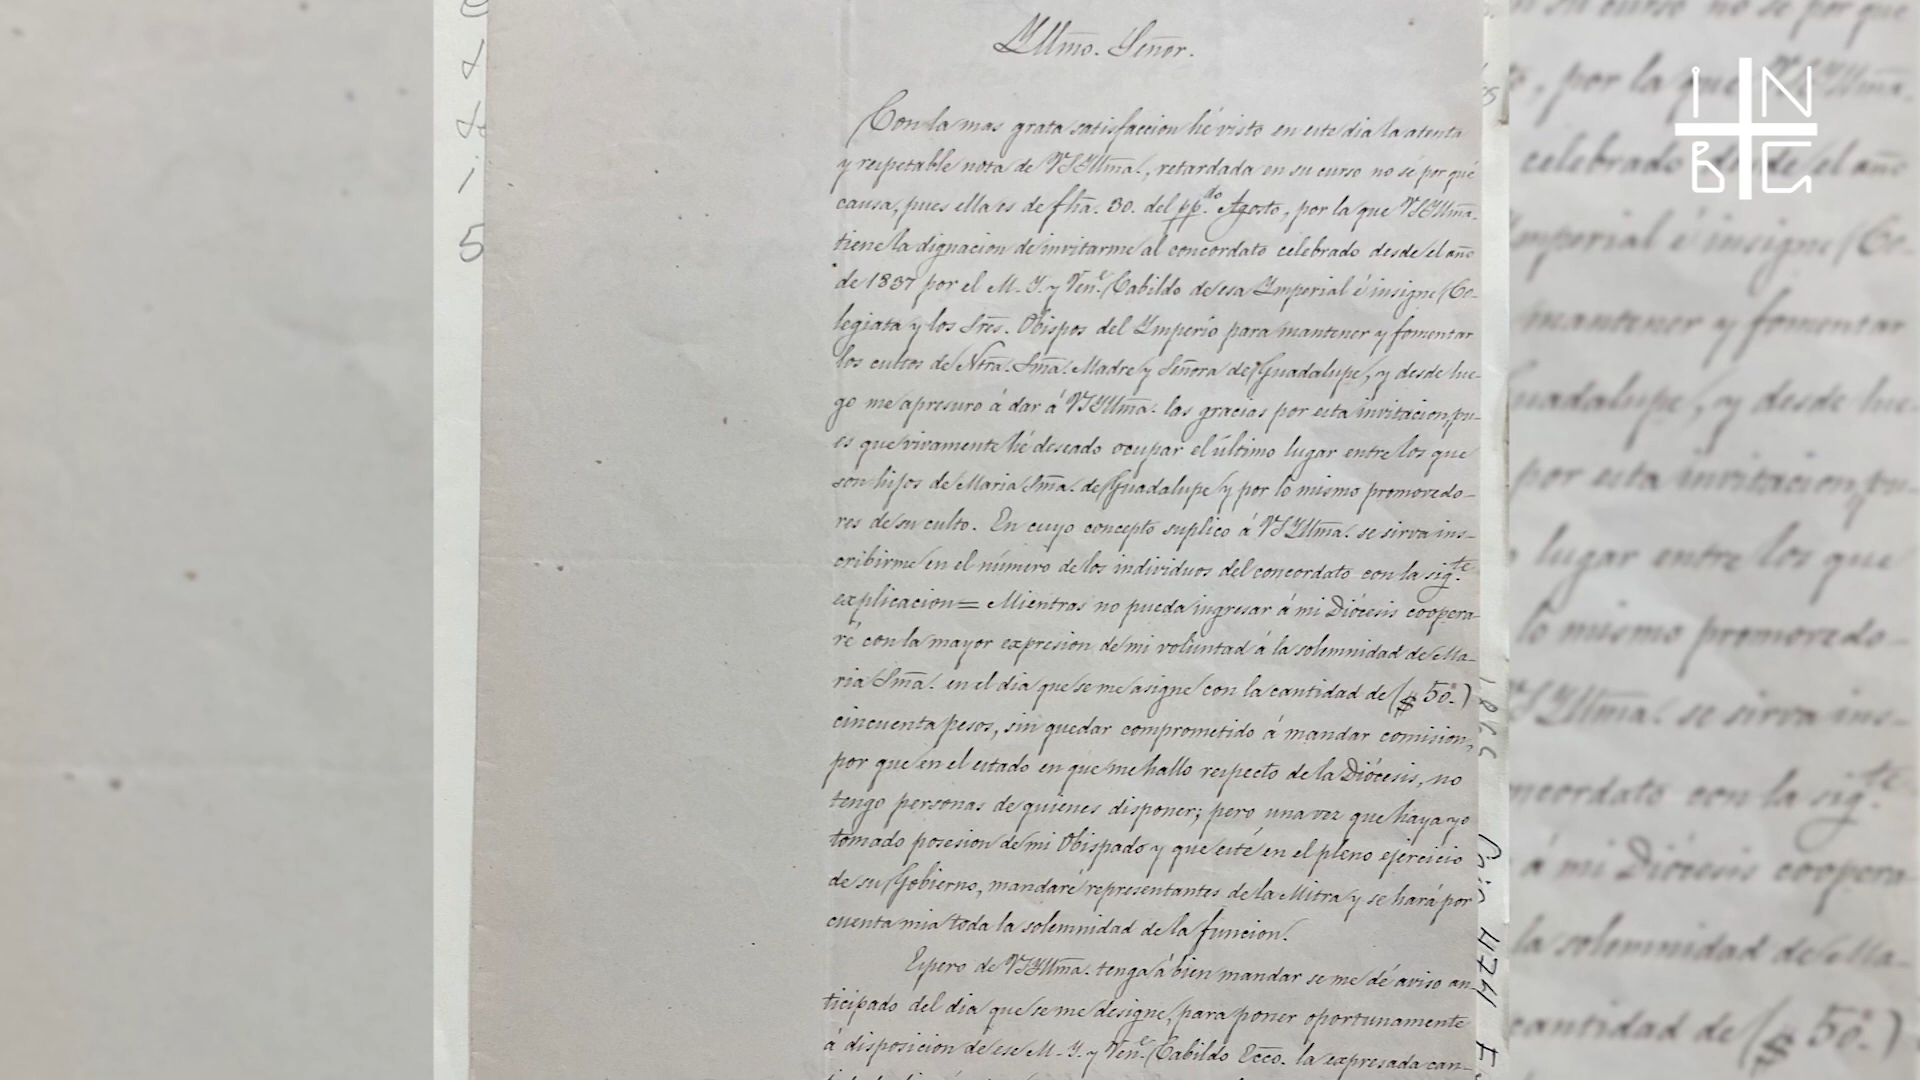 Yllmo. Señor.
Con la mas grata satisfaccion hé visto en este dia la atenta
y respetable nota de VSYllma., retardada en su curso no sé por qué
causa, pues ella es de fha. 30. del pp.do Agosto, por la que VSYllma.
tiene la dignacion de invitarme al concordato celebrado desde el año
de 1837 por el M. Y. y Ven.e Cabildo de esa Ymperial é insigne Co-
legiata y los Sres. Obispos del Ymperio para mantener y fomentar
los cultos de Ntra. Sma. Madre y Señora de Guadalupe, y desde lue-
go me apresuro á dar á VSYllma. las gracias por esta invitacion, pu-
es que vivamente hé deseado ocupar el último lugar entre los que
son hijos de Maria Sma. de Guadalupe y por lo mismo promovedo-
res de su culto. En cuyo concepto suplico á VSYllma. se sirva ins-
cribirme en el número de los individuos del concordato con la sig.te
explicacion= Mientras no pueda ingresar á mi Diócesis coopera-
ré con la mayor expresion de mi voluntad á la solemnidad de Ma-
ria Sma. en el dia que se me asigne con la cantidad de ($ 50.)
cincuenta pesos, sin quedar comprometido á mandar comision,
por que en el estado en que me hallo respecto de la Diócesis, no
tengo personas de quienes disponer; pero una vez que haya yo
tomado posesion de mi Obispado y que esté en el pleno ejercicio
de su Gobierno, mandaré representantes de la Mitra y se hará por
cuenta mia toda la solemnidad de la funcion.
Espero de VSYllma. tenga á bien mandar se me dé aviso an-
ticipado del dia que se me designe, para poner oportunamente
á disposicion de ese M. Y. y Ven.e Cabildo Ecco. la expresada can-
INBG